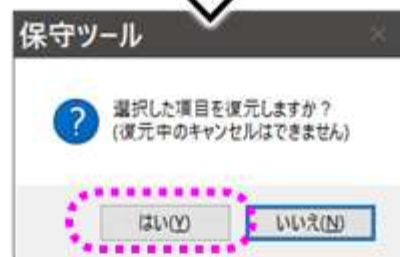 保守ツール
選択した項目を復元しますか？
(復元中のキャンセルはできません)
はい(Y)
いいえ(N)